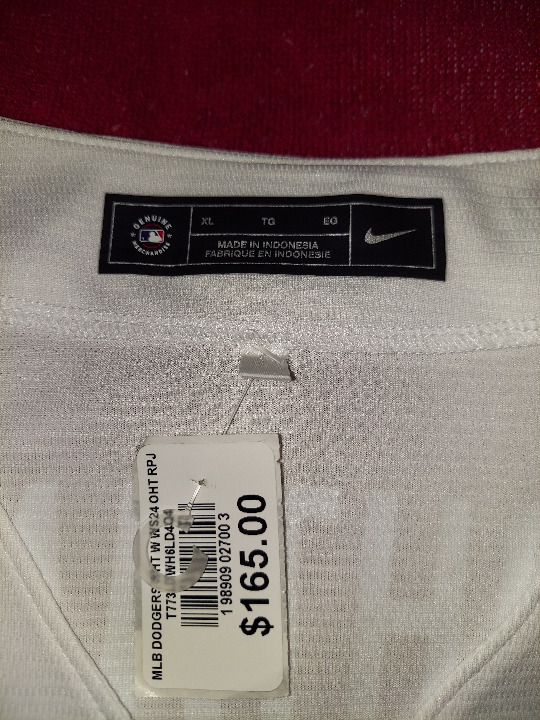 GENUINE
MERCHANDISE
XL TG EG
MADE IN INDONESIA
FABRIQUE EN INDONESIE
MLB DODGERS HT W WS24 OHT RPJ
T773 WH6LD404
1 98909 02700 3
$165.00